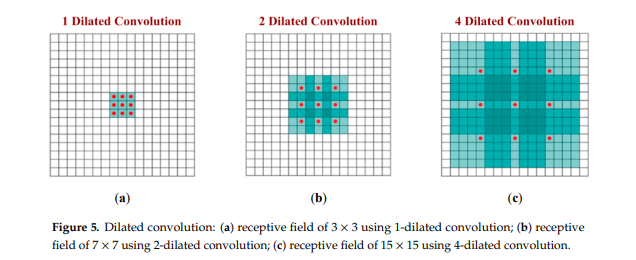 1 Dilated Convolution
2 Dilated Convolution
4 Dilated Convolution
(a)
(b)
(c)
Figure 5. Dilated convolution: (a) receptive field of 3 × 3 using 1-dilated convolution; (b) receptive
field of 7 × 7 using 2-dilated convolution; (c) receptive field of 15 × 15 using 4-dilated convolution.